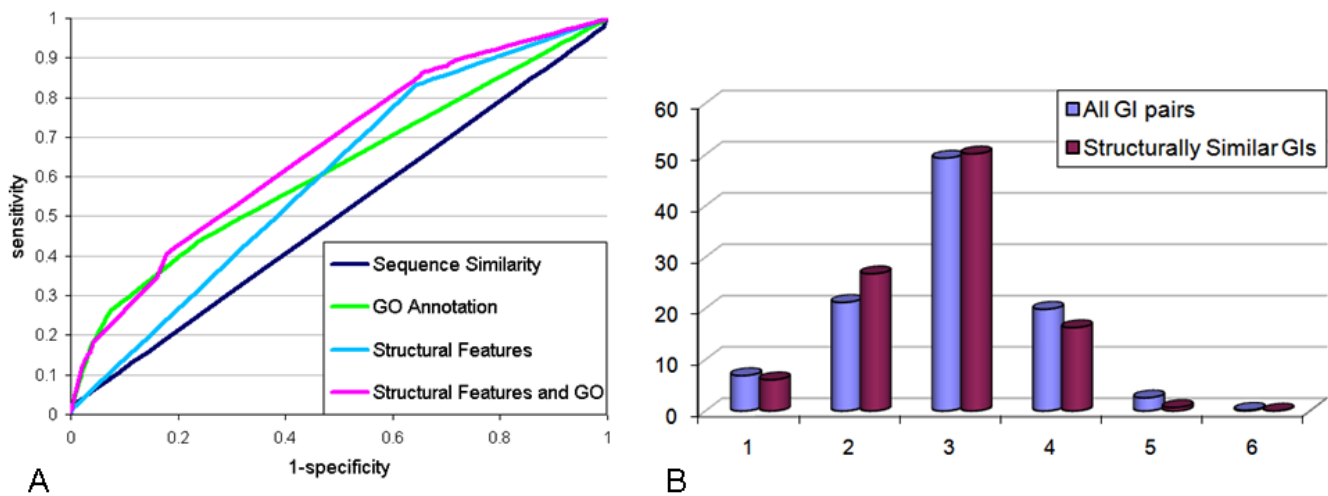 1
0.9
0.8
0.7
0.6
0.5
0.4
0.3
0.2
0.1
0
sensitivity
0 0.2 0.4 0.6 0.8 1
1-specificity
Sequence Similarity
GO Annotation
Structural Features
Structural Features and GO
A
60
50
40
30
20
10
0
1 2 3 4 5 6
All GI pairs
Structurally Similar GIs
B